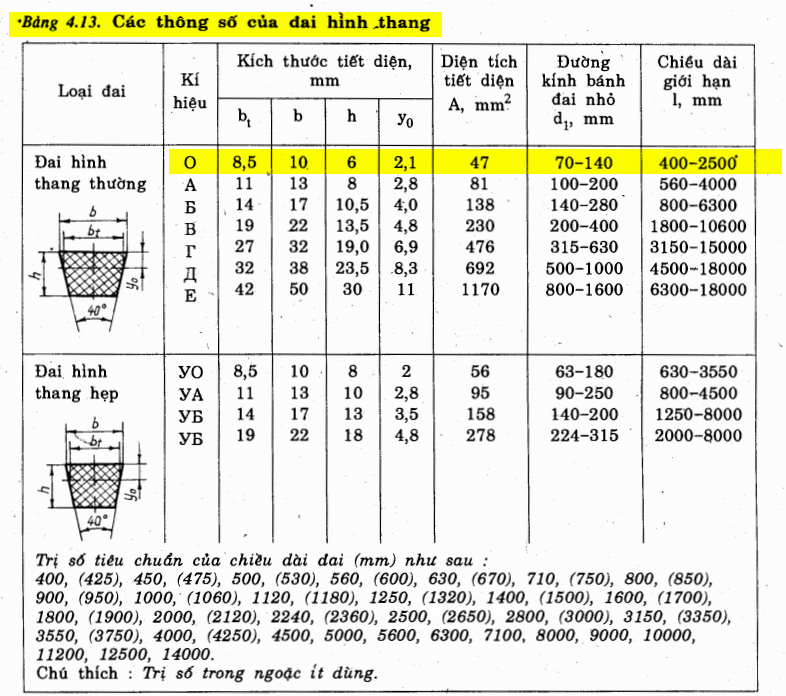 Bảng 4.13. Các thông số của đai hình thang
Loại đai Kí hiệu Kích thước tiết diện, mm Diện tích tiết diện A, mm² Đường kính bánh đai nhỏ d₁, mm Chiều dài giới hạn l, mm
bₜ b h y₀
Đai hình thang thường
О 8,5 10 6 2,1 47 70-140 400-2500
А 11 13 8 2,8 81 100-200 560-4000
Б 14 17 10,5 4,0 138 140-280 800-6300
В 19 22 13,5 4,8 230 200-400 1800-10600
Г 27 32 19,0 6,9 476 315-630 3150-15000
Д 32 38 23,5 8,3 692 500-1000 4500-18000
Е 42 50 30 11 1170 800-1600 6300-18000
b
bₜ
h
y₀
40°
Đai hình thang hẹp
УО 8,5 10 8 2 56 63-180 630-3550
УА 11 13 10 2,8 95 90-250 800-4500
УБ 14 17 13 3,5 158 140-200 1250-8000
УБ 19 22 18 4,8 278 224-315 2000-8000
b
bₜ
h
y₀
40°
Trị số tiêu chuẩn của chiều dài đai (mm) như sau :
400, (425), 450, (475), 500, (530), 560, (600), 630, (670), 710, (750), 800, (850),
900, (950), 1000, (1060), 1120, (1180), 1250, (1320), 1400, (1500), 1600, (1700),
1800, (1900), 2000, (2120), 2240, (2360), 2500, (2650), 2800, (3000), 3150, (3350),
3550, (3750), 4000, (4250), 4500, 5000, 5600, 6300, 7100, 8000, 9000, 10000,
11200, 12500, 14000.
Chú thích : Trị số trong ngoặc ít dùng.